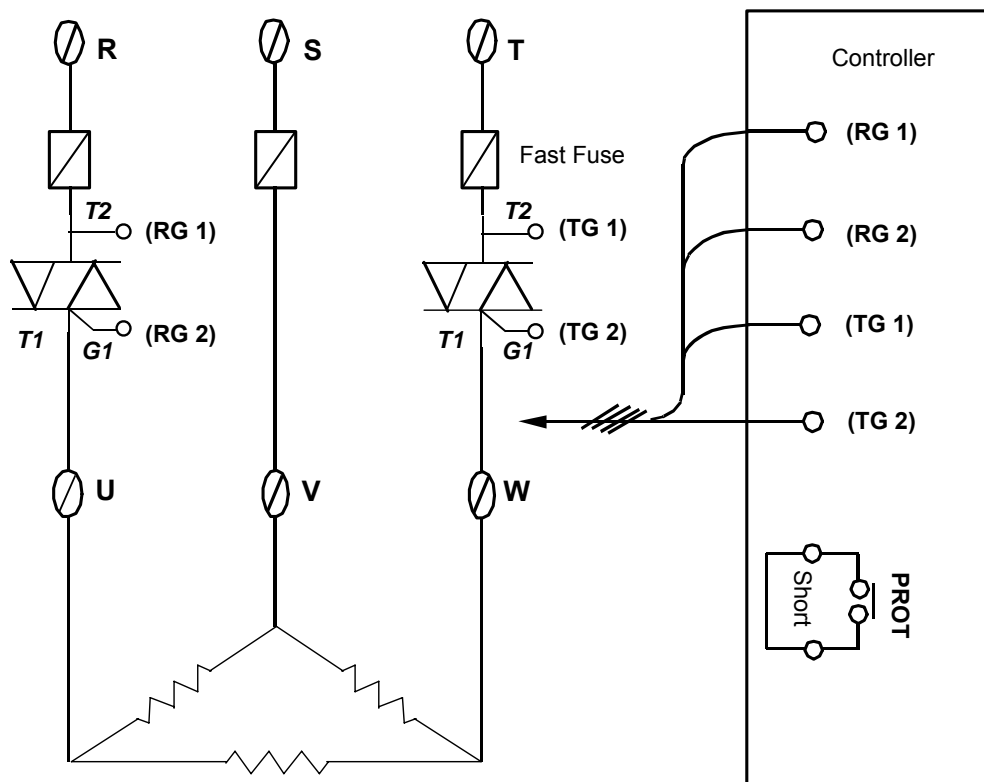 R
S
T
Controller
Fast Fuse
(RG 1)
T2
(RG 1)
T2
(TG 1)
(RG 2)
T1
G1
(RG 2)
T1
G1
(TG 2)
(TG 1)
(TG 2)
U
V
W
Short
PROT